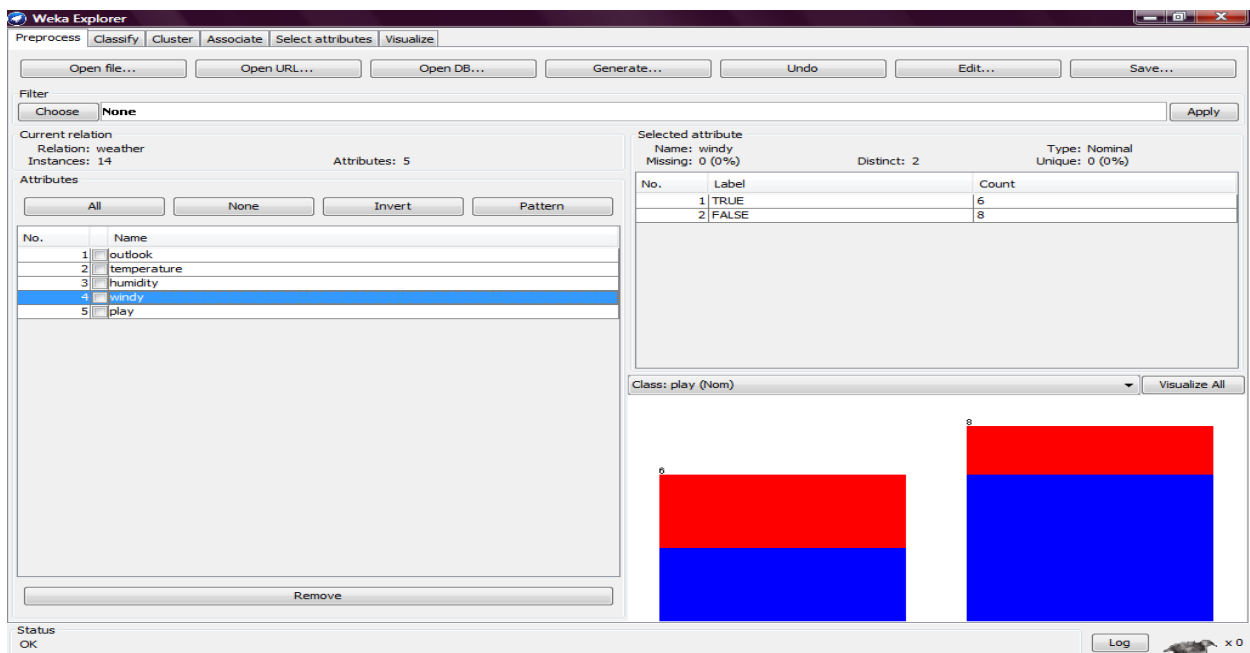 Weka Explorer
Preprocess Classify Cluster Associate Select attributes Visualize
Open file... Open URL... Open DB... Generate... Undo Edit... Save...
Filter
Choose None Apply
Current relation
Relation: weather
Instances: 14 Attributes: 5
Attributes
All None Invert Pattern
No. Name
1 outlook
2 temperature
3 humidity
4 windy
5 play
Remove
Selected attribute
Name: windy Type: Nominal
Missing: 0 (0%) Distinct: 2 Unique: 0 (0%)
No. Label Count
1 TRUE 6
2 FALSE 8
Class: play (Nom) Visualize All
8
6
Status
OK Log x 0